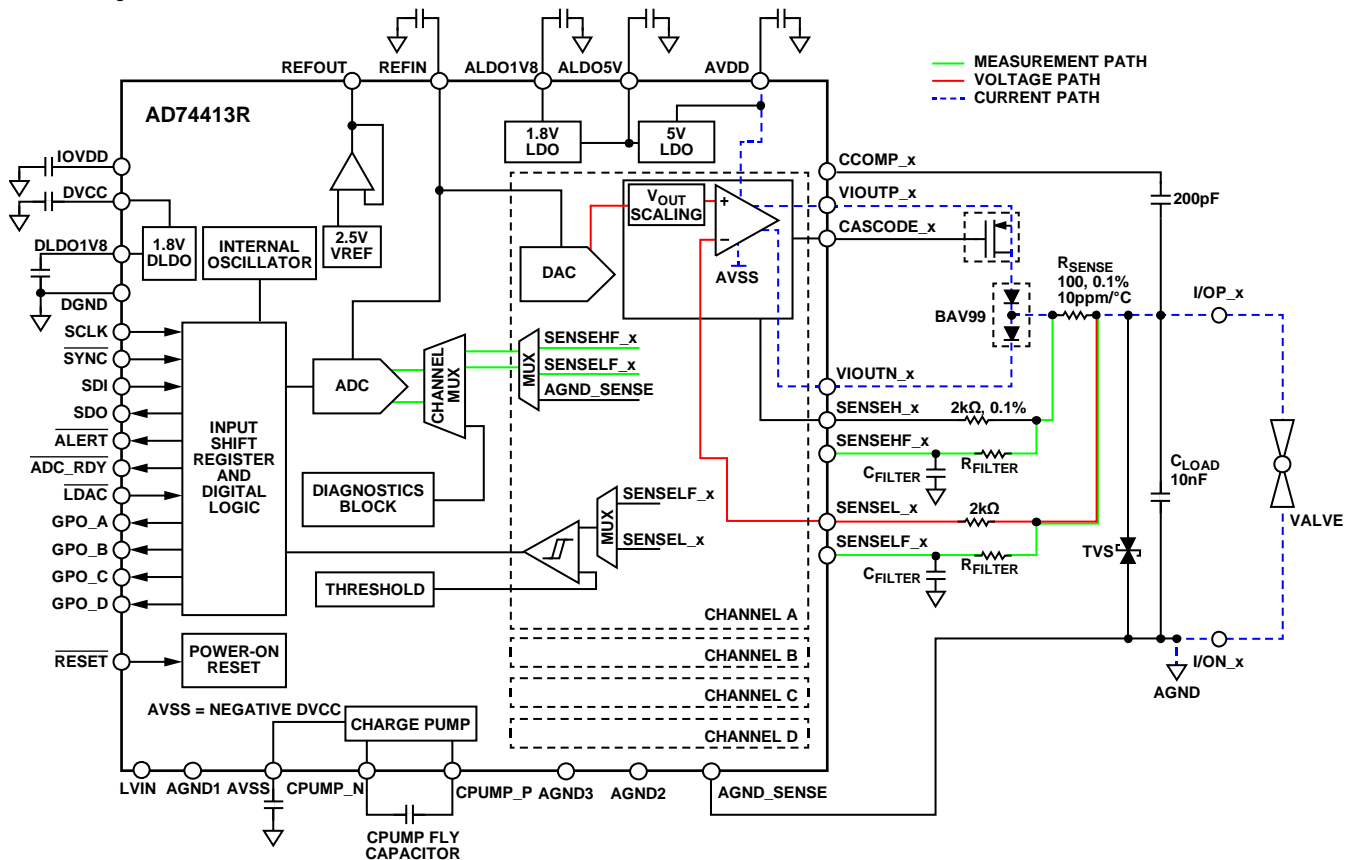 REFOUT
REFIN
ALDO1V8
ALDO5V
AVDD
MEASUREMENT PATH
VOLTAGE PATH
CURRENT PATH
AD74413R
1.8V
LDO
5V
LDO
IOVDD
DVCC
DLDO1V8
DGND
1.8V
DLDO
INTERNAL
OSCILLATOR
2.5V
VREF
DAC
VOUT
SCALING
+
–
AVSS
CCOMP_x
VIOUTP_x
CASCODE_x
200pF
RSENSE
100, 0.1%
10ppm/°C
I/OP_x
BAV99
VIOUTN_x
SCLK
SYNC
SDI
SDO
ALERT
ADC_RDY
LDAC
GPO_A
GPO_B
GPO_C
GPO_D
RESET
INPUT
SHIFT
REGISTER
AND
DIGITAL
LOGIC
ADC
CHANNEL
MUX
MUX
SENSEHF_x
SENSELF_x
AGND_SENSE
DIAGNOSTICS
BLOCK
THRESHOLD
MUX
SENSELF_x
SENSEL_x
SENSEH_x
2kΩ, 0.1%
SENSEHF_x
CFILTER
RFILTER
SENSEL_x
2kΩ
SENSELF_x
CFILTER
RFILTER
TVS
CLOAD
10nF
VALVE
I/ON_x
AGND
POWER-ON
RESET
CHANNEL A
CHANNEL B
CHANNEL C
CHANNEL D
AVSS = NEGATIVE DVCC
CHARGE PUMP
LVIN
AGND1
AVSS
CPUMP_N
CPUMP_P
AGND3
AGND2
AGND_SENSE
CPUMP FLY
CAPACITOR